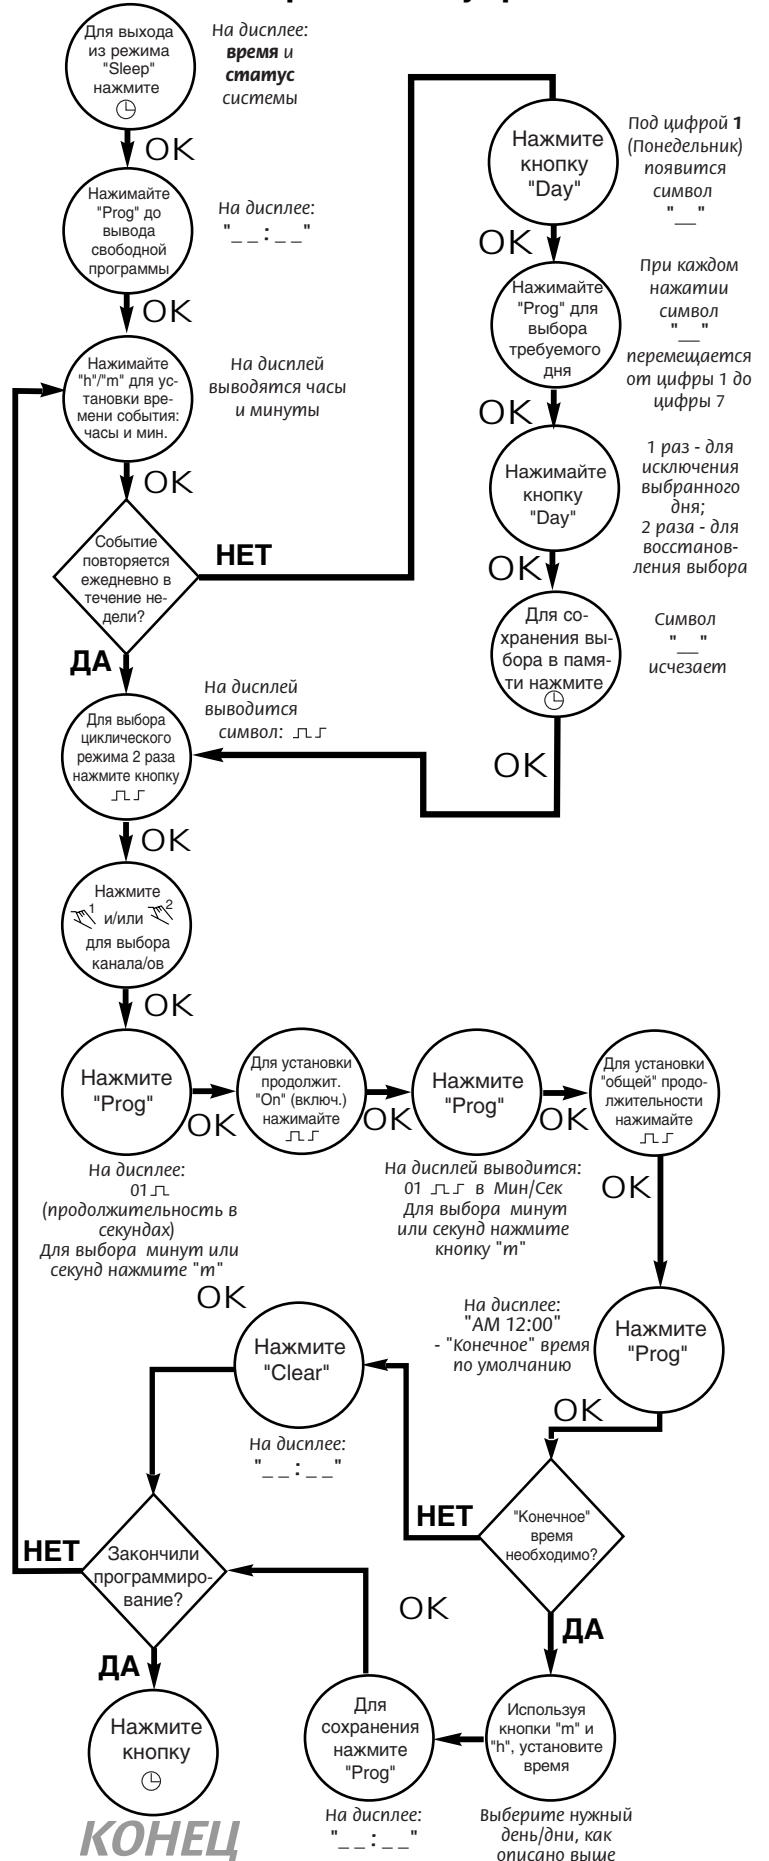 Для выхода
из режима
"Sleep"
нажмите
На дисплее:
время и
статус
системы
OK
Нажимайте
"Prog" до
вывода
свободной
программы
На дисплее:
"_ _ : _ _"
OK
Нажимайте
"h"/"m" для ус-
тановки вре-
мени события:
часы и мин.
На дисплей
выводятся часы
и минуты
OK
Событие
повторяется
ежедневно в
течение не-
дели?
НЕТ
ДА
Нажмите
кнопку
"Day"
Под цифрой 1
(Понедельник)
появится
символ
"__"
OK
Нажимайте
"Prog" для
выбора
требуемого
дня
При каждом
нажатии
символ
"__"
перемещается
от цифры 1 до
цифры 7
OK
Нажимайте
кнопку
"Day"
1 раз - для
исключения
выбранного
дня;
2 раза - для
восстанов-
ления выбора
OK
Для со-
хранения вы-
бора в памя-
ти нажмите
Символ
"__"
исчезает
OK
Для выбора
циклического
режима 2 раза
нажмите кнопку
На дисплей
выводится
символ:
OK
Нажмите
1 и/или 2
для выбора
канала/ов
OK
Нажмите
"Prog"
OK
Для установки
продолжит.
"On" (включ.)
нажимайте
OK
Нажмите
"Prog"
OK
Для установки
"общей" продо-
лжительности
нажимайте
На дисплее:
01
(продолжительность в
секундах)
Для выбора минут или
секунд нажмите "m"
На дисплей выводится:
01 в Мин/Сек
Для выбора минут
или секунд нажмите
кнопку "m"
OK
Нажмите
"Prog"
На дисплее:
"AM 12:00"
- "Конечное" время
по умолчанию
OK
"Конечное"
время
необходимо?
НЕТ
ДА
OK
Нажмите
"Clear"
На дисплее:
"_ _ : _ _"
Закончили
программиро-
вание?
НЕТ
ДА
OK
Используя
кнопки "m" и
"h", установите
время
Выберите нужный
день/дни, как
описано выше
Для
сохранения
нажмите
"Prog"
На дисплее:
"_ _ : _ _"
Нажмите
кнопку
КОНЕЦ